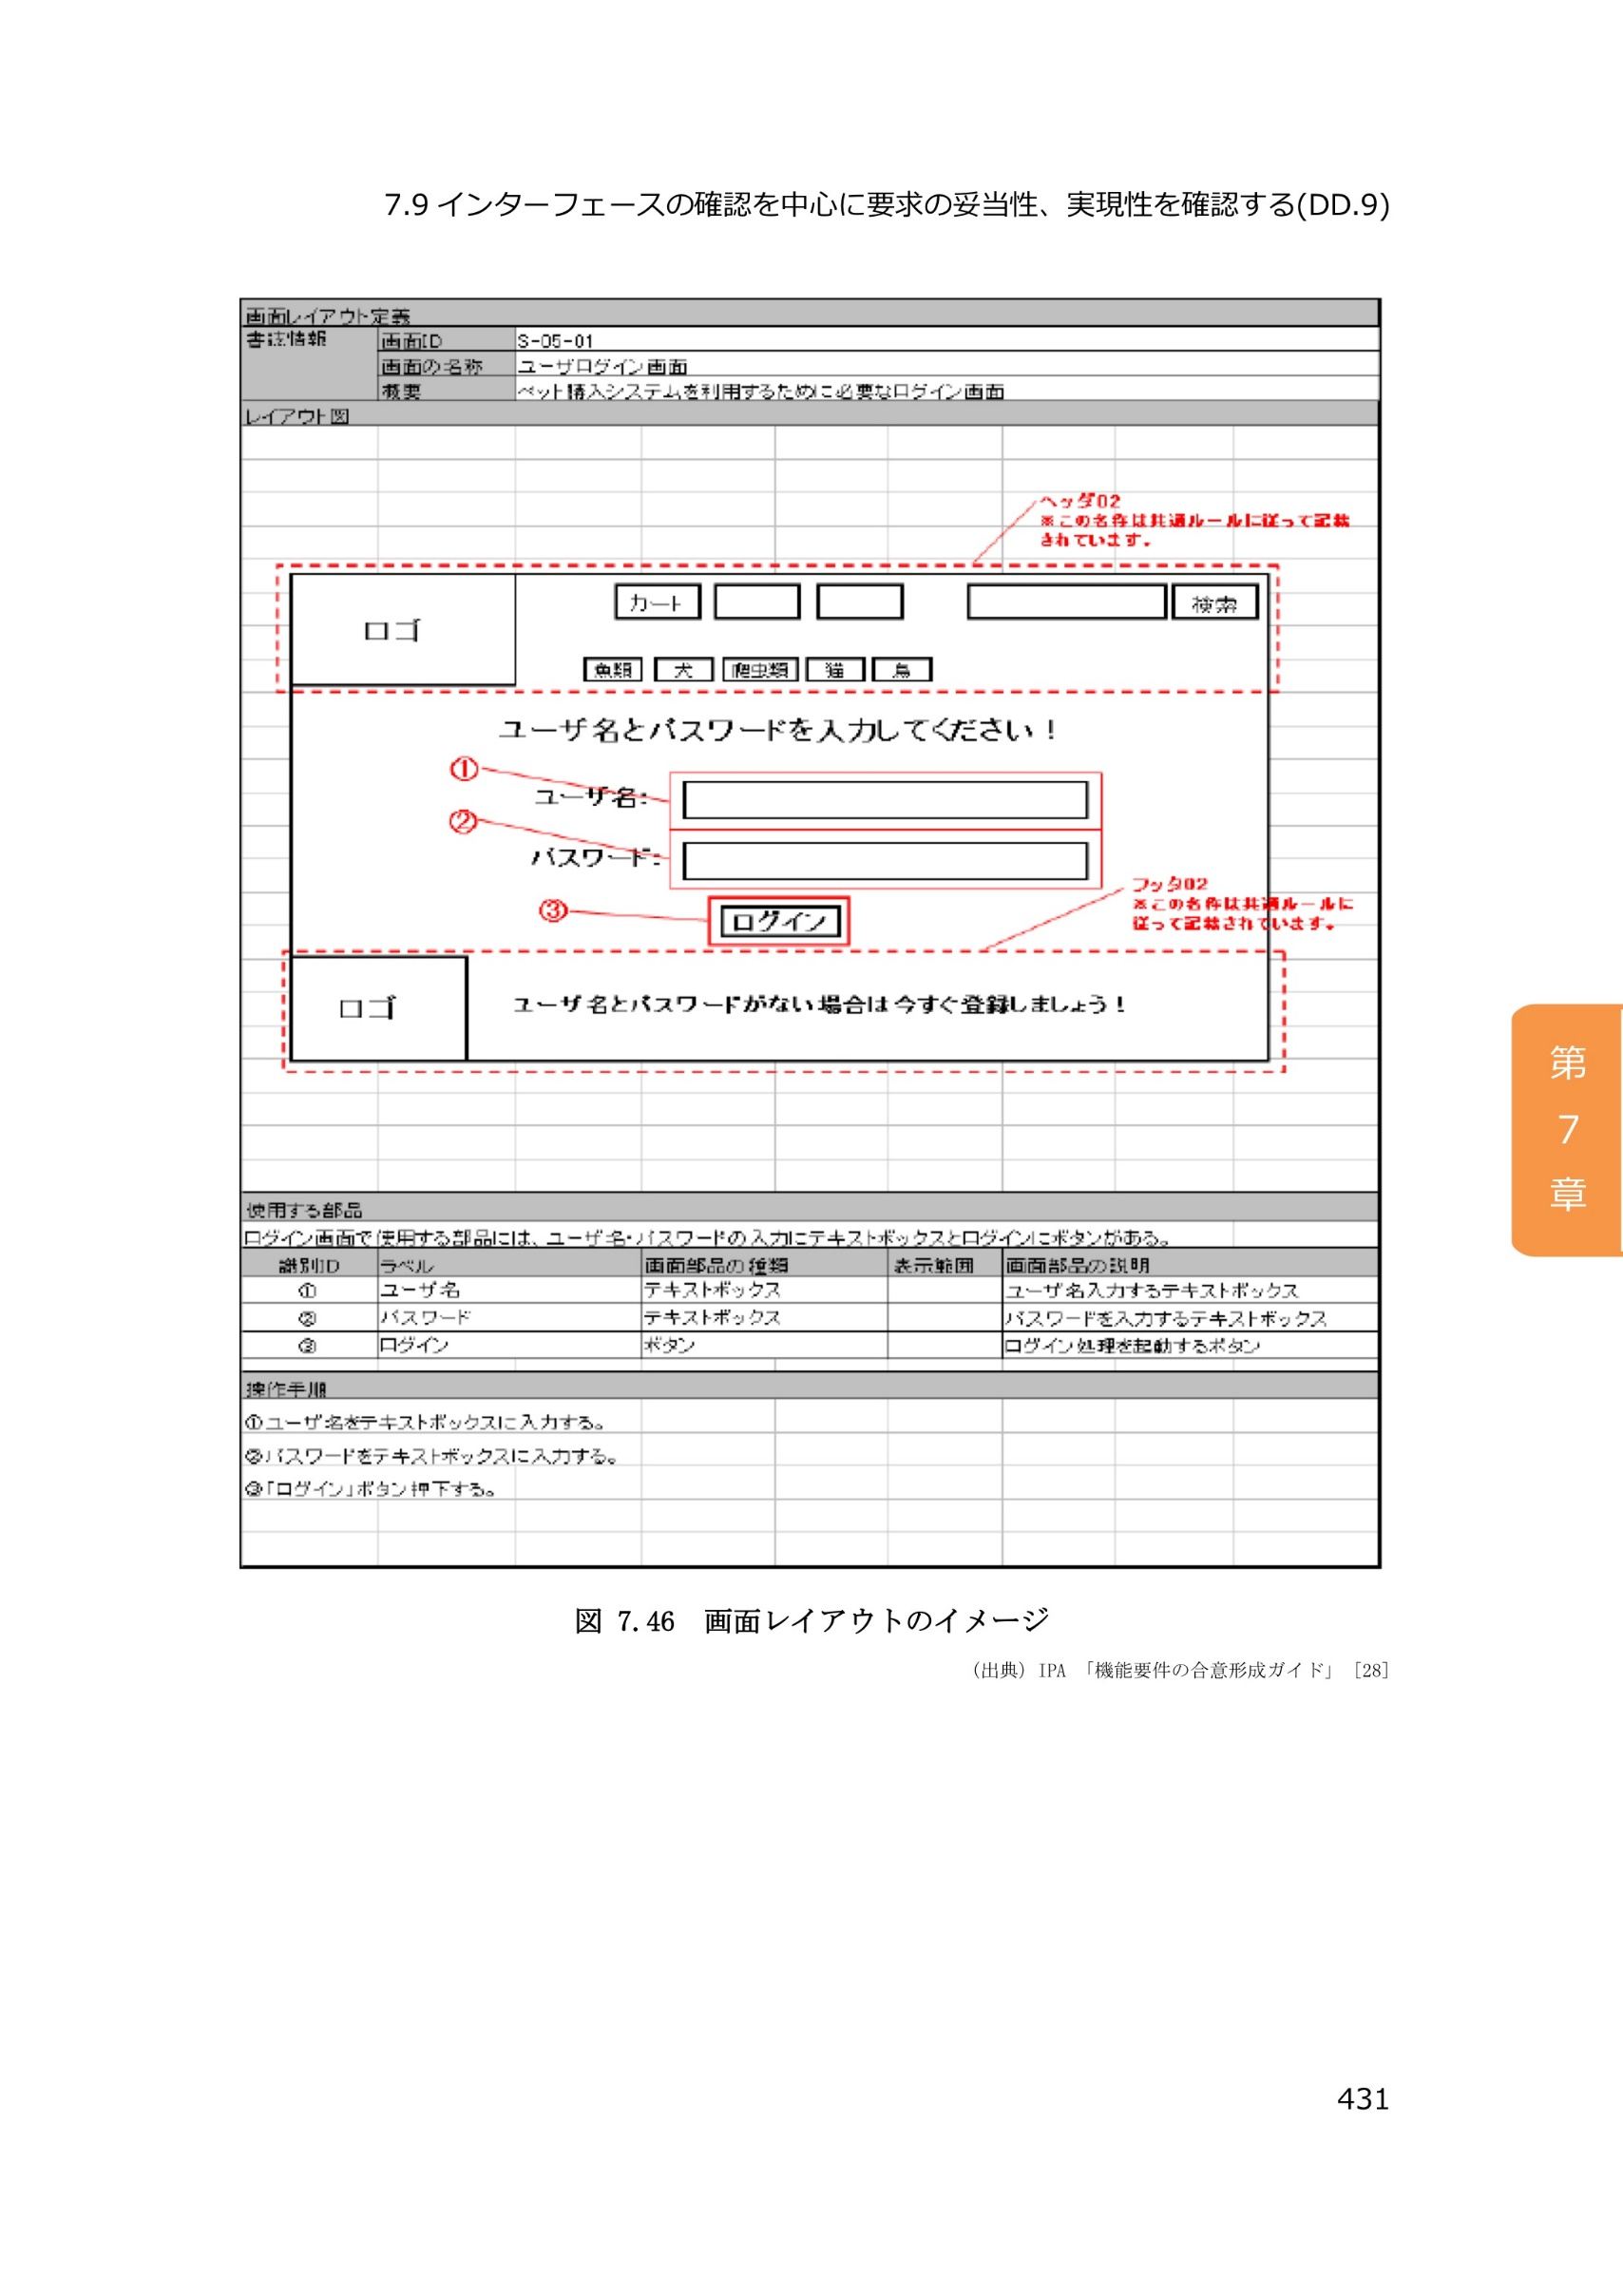 7.9 インターフェースの確認を中心に要求の妥当性、実現性を確認する(DD.9)
画面レイアウト定義
書誌情報 画面ID S-05-01
画面の名称 ユーザログイン画面
概要 ペット購入システムを利用するために必要なログイン画面
レイアウト図
ヘッダ02
※この名称は共通ルールに従って記載
されています。
ロゴ カート 検索
魚類 犬 爬虫類 猫 鳥
ユーザ名とパスワードを入力してください！
①
ユーザ名：
②
パスワード：
フッタ02
※この名称は共通ルールに
従って記載されています。
③ ログイン
ロゴ ユーザ名とパスワードがない場合は今すぐ登録しましょう！
使用する部品
ログイン画面で使用する部品には、ユーザ名・パスワードの入力にテキストボックスとログインにボタンがある。
識別ID ラベル 画面部品の種類 表示範囲 画面部品の説明
① ユーザ名 テキストボックス ユーザ名入力するテキストボックス
② パスワード テキストボックス パスワードを入力するテキストボックス
③ ログイン ボタン ログイン処理を起動するボタン
操作手順
①ユーザ名をテキストボックスに入力する。
②パスワードをテキストボックスに入力する。
③「ログイン」ボタン押下する。
図 7.46 画面レイアウトのイメージ
（出典）IPA 「機能要件の合意形成ガイド」 [28]
第
7
章
431